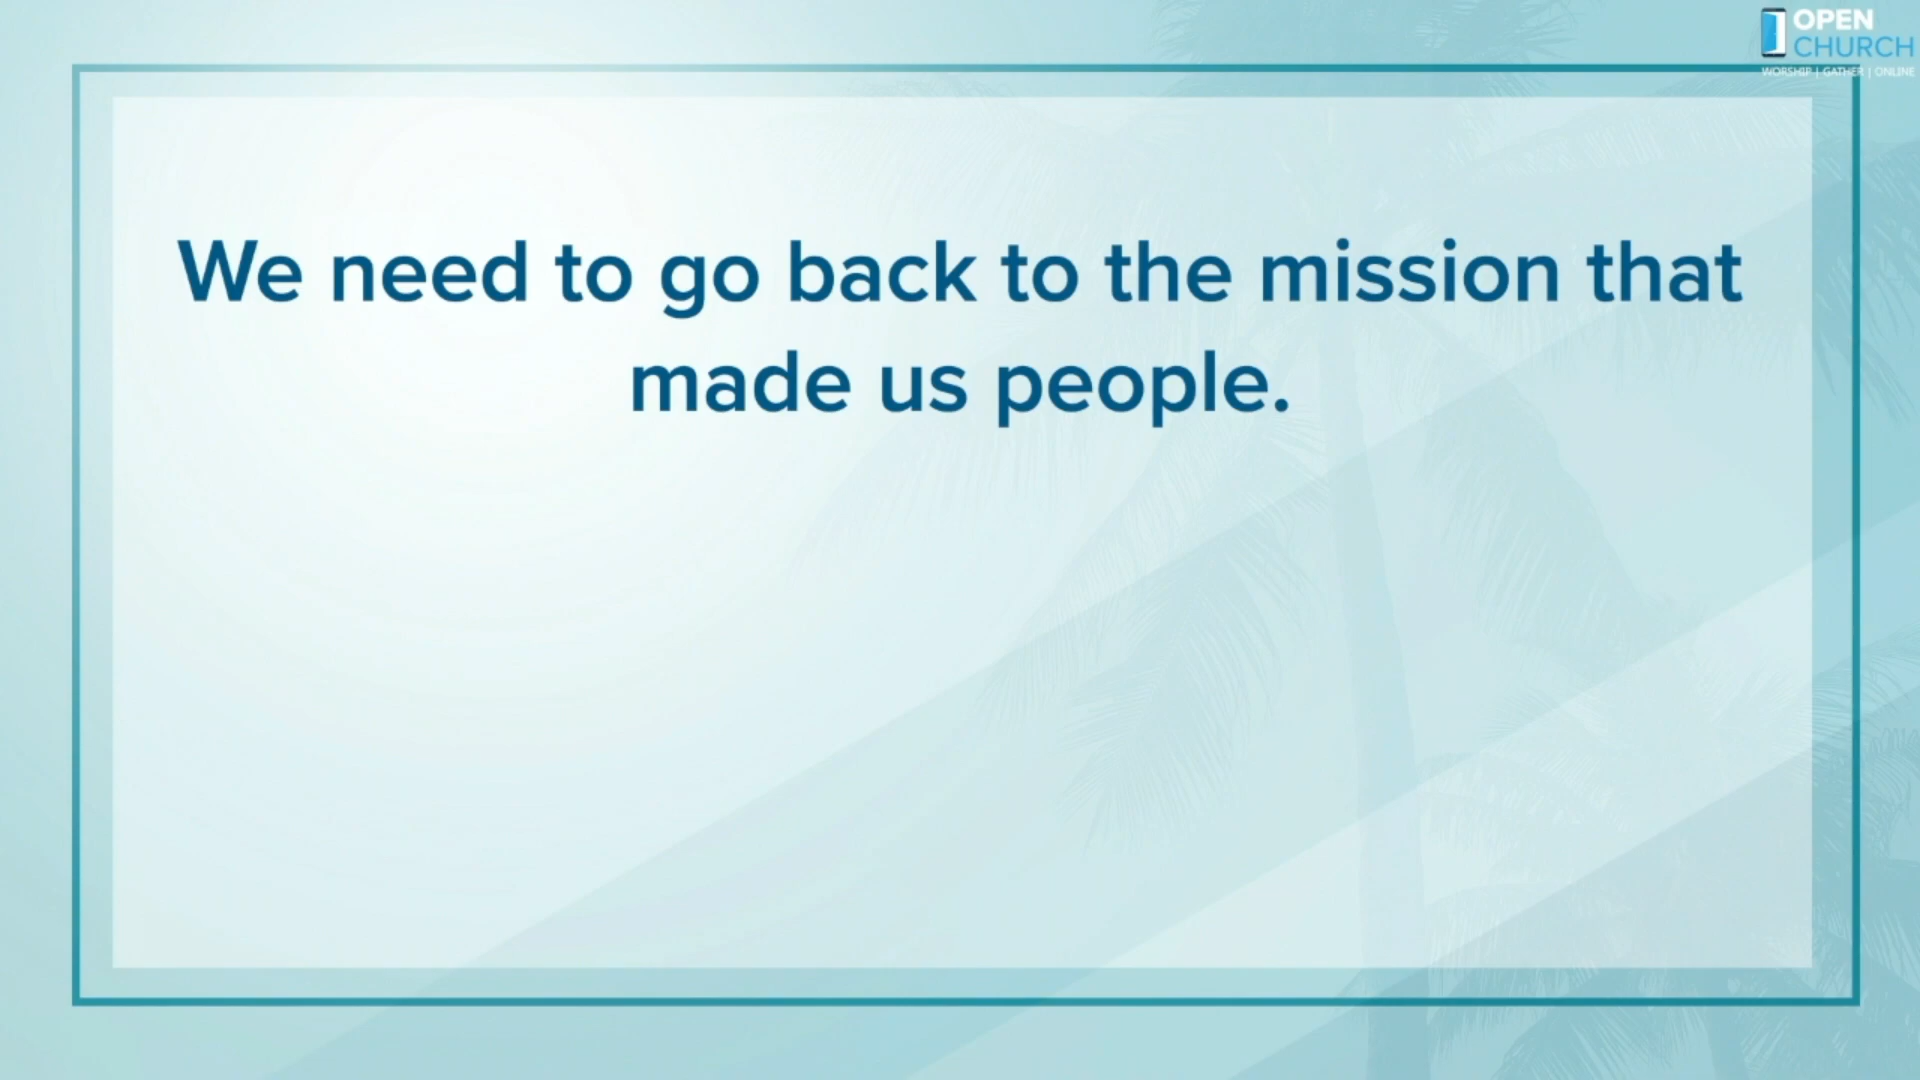 OPEN
CHURCH
WORSHIP | GATHER | ONLINE
We need to go back to the mission that
made us people.